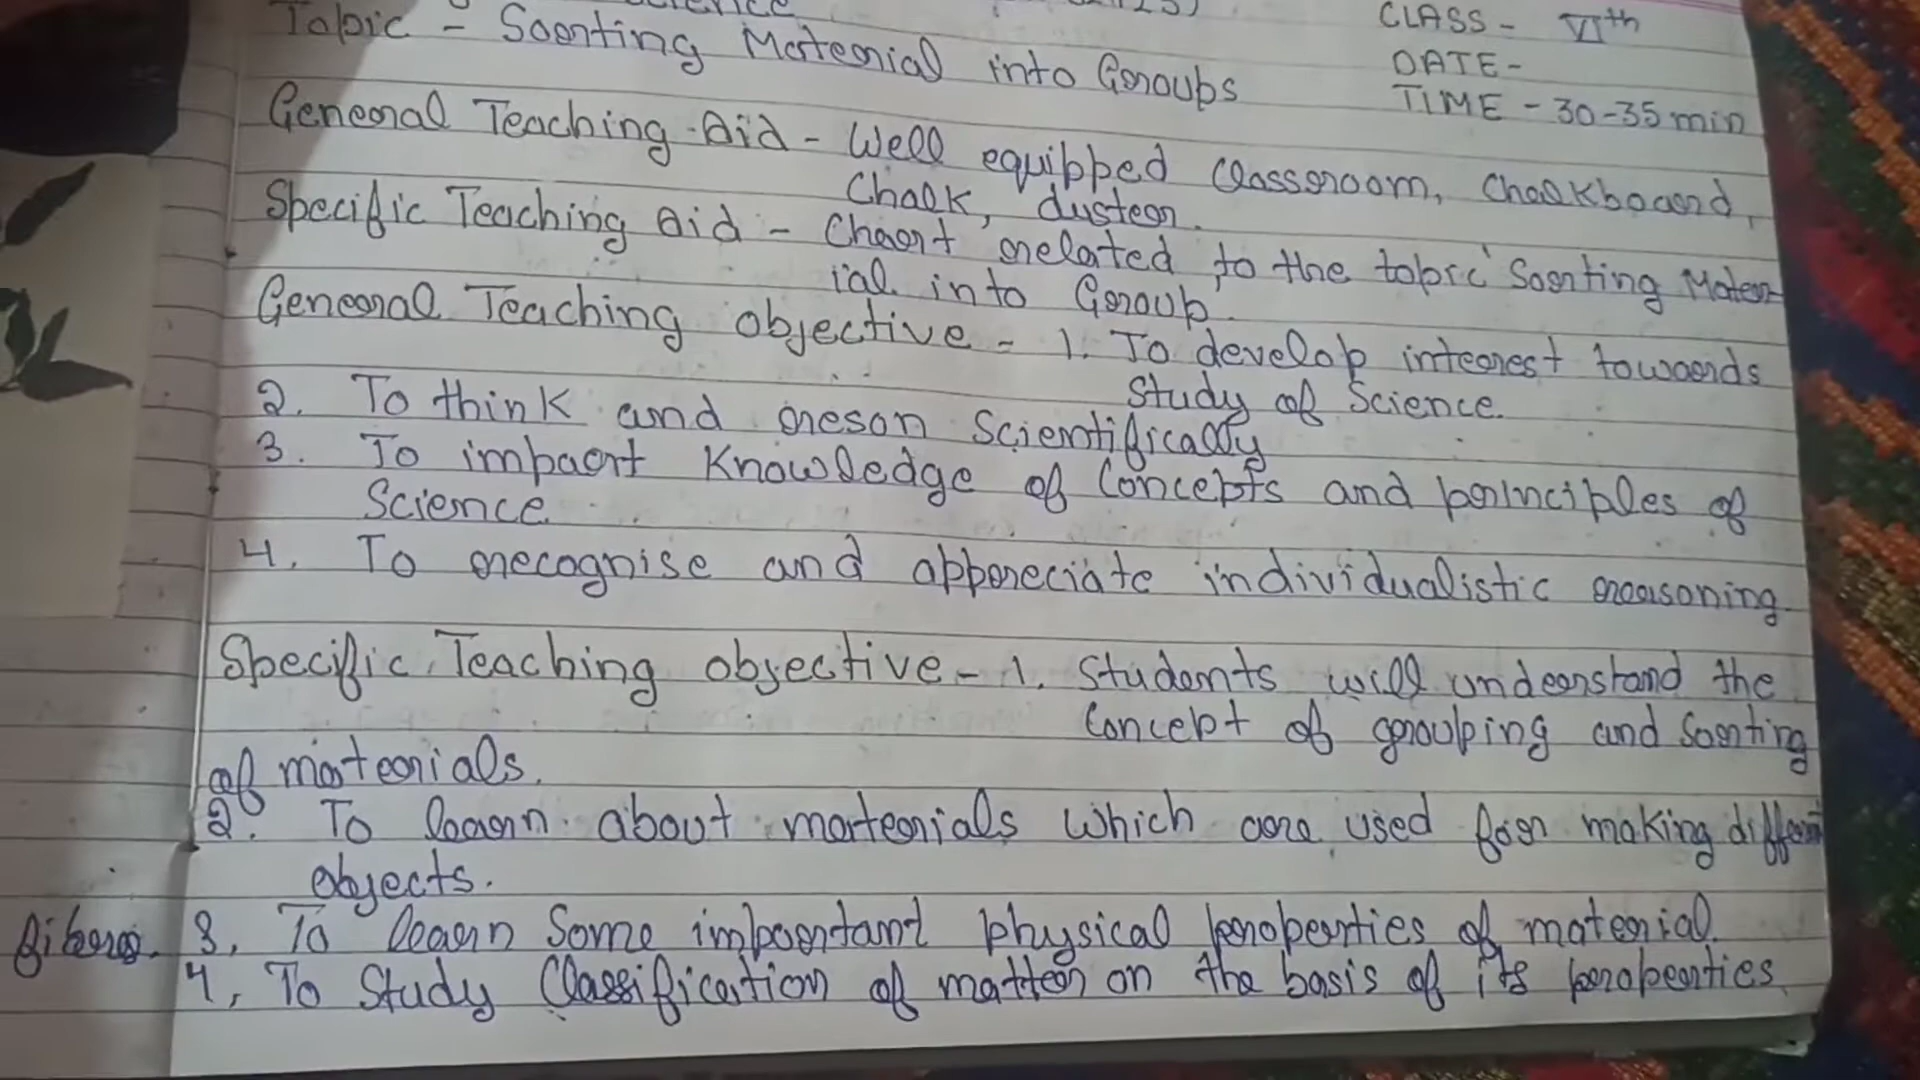 Science
CLASS - VIth
Topic - Sorting Material into Groups
DATE -
TIME - 30-35 min
General Teaching Aid - Well equipped Classroom, Chalkboard,
Chalk, duster.
Specific Teaching Aid - Chart related to the topic 'Sorting Mater
ial into Group'.
General Teaching objective - 1. To develop interest towards
Study of Science.
2. To think and reson Scientifically
3. To impart Knowledge of Concepts and principles of
Science.
4. To recognise and appreciate individualistic reasoning
Specific Teaching objective - 1. Students will understand the
Concept of grouping and Sorting
of materials.
2. To learn about materials which are used for making different
objects.
fibers. 3. To learn Some important physical properties of material.
4. To Study Classification of matter on the basis of its properties